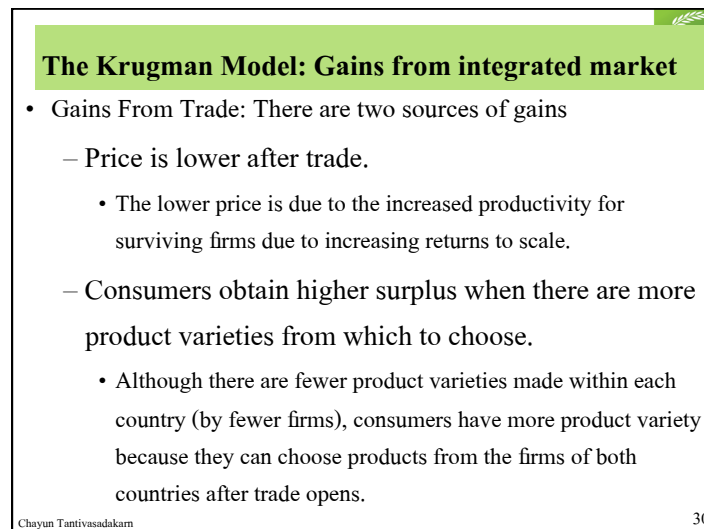 The Krugman Model: Gains from integrated market
• Gains From Trade: There are two sources of gains
– Price is lower after trade.
• The lower price is due to the increased productivity for
surviving firms due to increasing returns to scale.
– Consumers obtain higher surplus when there are more
product varieties from which to choose.
• Although there are fewer product varieties made within each
country (by fewer firms), consumers have more product variety
because they can choose products from the firms of both
countries after trade opens.
Chayun Tantivasadakarn
30